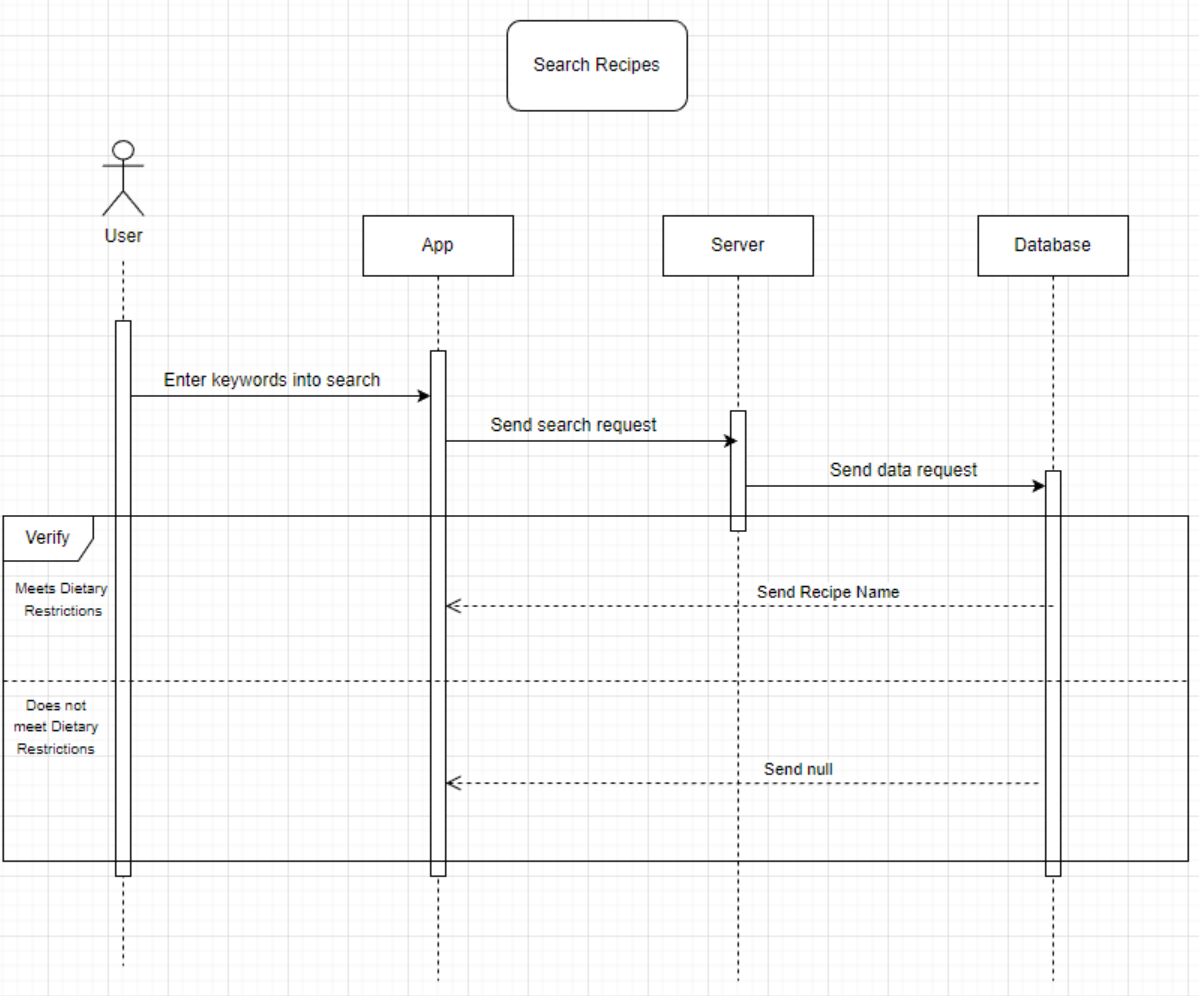 Search Recipes
User
App
Server
Database
Enter keywords into search
Send search request
Send data request
Verify
Meets Dietary
Restrictions
Send Recipe Name
Does not
meet Dietary
Restrictions
Send null